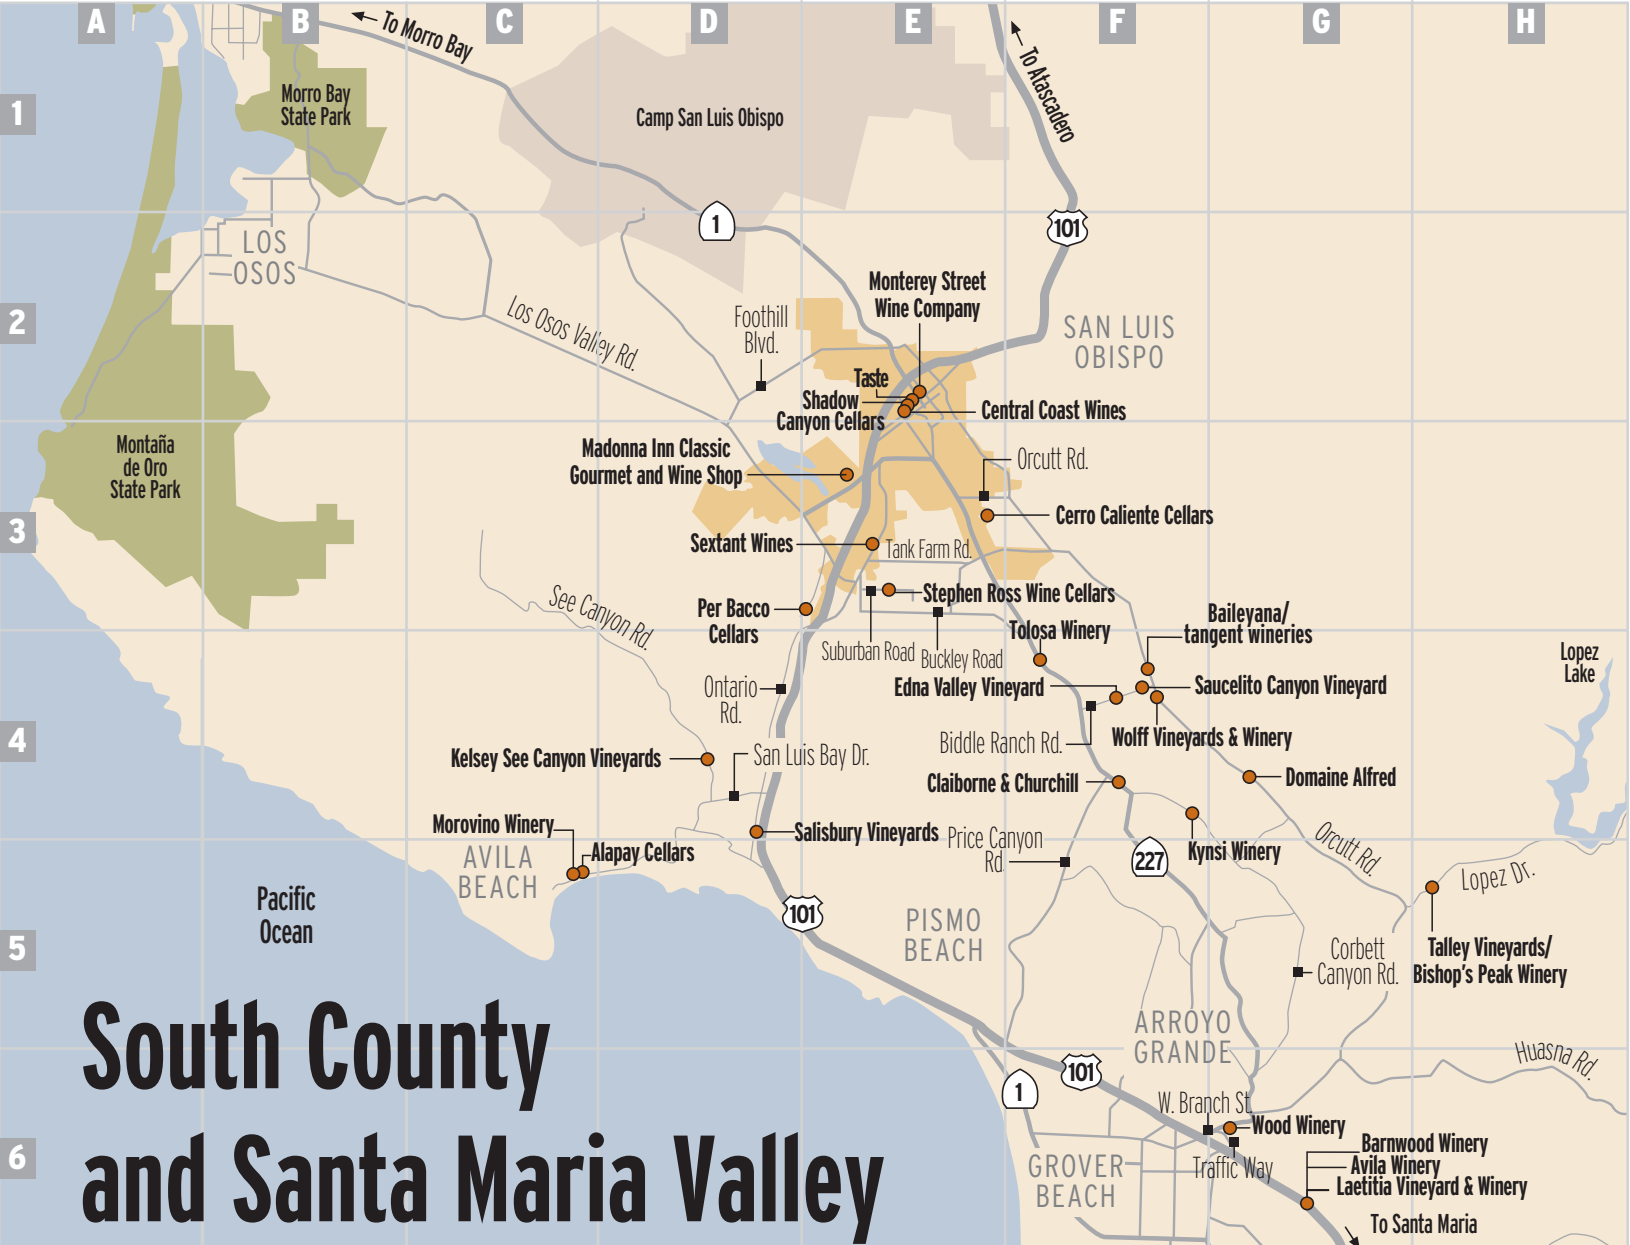 A
B
C
D
E
F
G
H
1
2
3
4
5
6
To Morro Bay
To Atascadero
Morro Bay
State Park
Camp San Luis Obispo
1
101
LOS
OSOS
Los Osos Valley Rd.
Foothill
Blvd.
Monterey Street
Wine Company
SAN LUIS
OBISPO
Taste
Shadow
Canyon Cellars
Central Coast Wines
Montaña
de Oro
State Park
Madonna Inn Classic
Gourmet and Wine Shop
Orcutt Rd.
Cerro Caliente Cellars
Sextant Wines
Tank Farm Rd.
See Canyon Rd.
Per Bacco
Cellars
Stephen Ross Wine Cellars
Suburban Road
Buckley Road
Tolosa Winery
Baileyana/
tangent wineries
Lopez
Lake
Ontario
Rd.
Edna Valley Vineyard
Saucelito Canyon Vineyard
Biddle Ranch Rd.
Wolff Vineyards & Winery
Kelsey See Canyon Vineyards
San Luis Bay Dr.
Claiborne & Churchill
Domaine Alfred
Morovino Winery
Alapay Cellars
AVILA
BEACH
Salisbury Vineyards
Price Canyon
Rd.
227
Kynsi Winery
Orcutt Rd.
Lopez Dr.
Pacific
Ocean
101
PISMO
BEACH
Corbett
Canyon Rd.
Talley Vineyards/
Bishop's Peak Winery
ARROYO
GRANDE
Huasna Rd.
South County
and Santa Maria Valley
1
101
W. Branch St.
Wood Winery
Traffic Way
GROVER
BEACH
Barnwood Winery
Avila Winery
Laetitia Vineyard & Winery
To Santa Maria